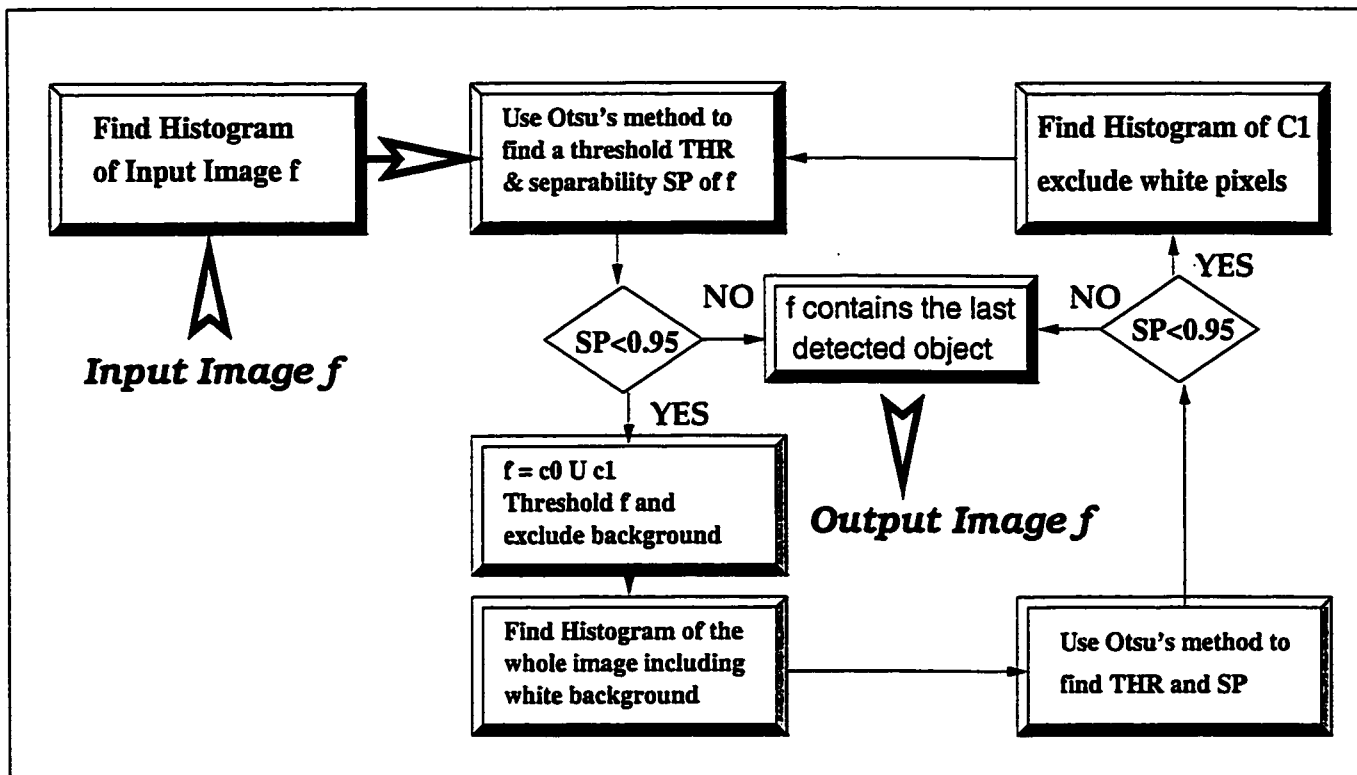 Find Histogram
of Input Image f
Input Image f
Use Otsu's method to
find a threshold THR
& separability SP of f
SP<0.95
NO
YES
f contains the last
detected object
Output Image f
f = c0 U c1
Threshold f and
exclude background
Find Histogram of the
whole image including
white background
Use Otsu's method to
find THR and SP
SP<0.95
NO
YES
Find Histogram of C1
exclude white pixels